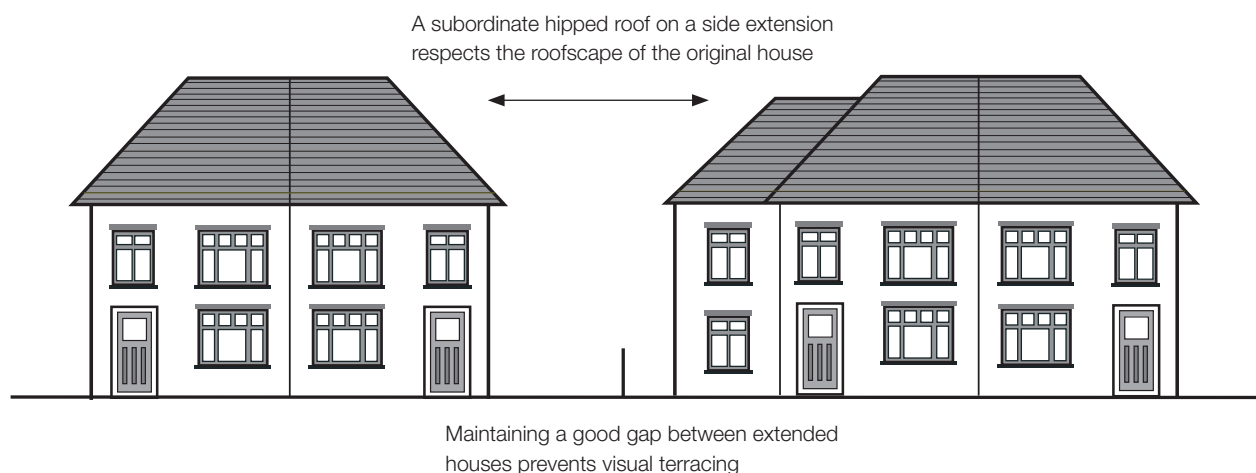 A subordinate hipped roof on a side extension
respects the roofscape of the original house
Maintaining a good gap between extended
houses prevents visual terracing